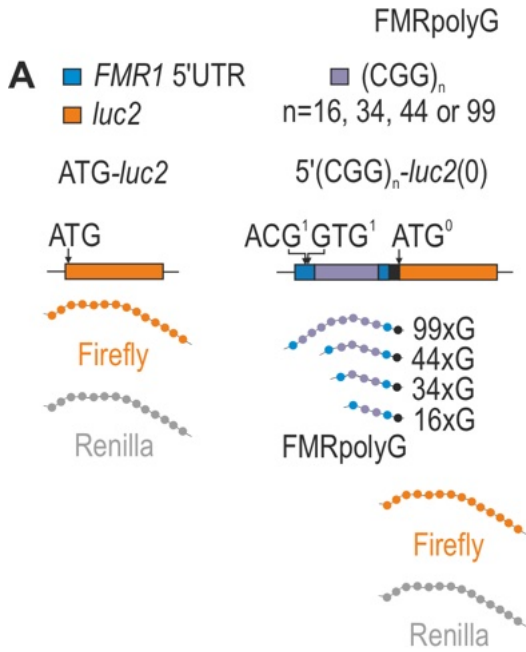 FMRpolyG
A
FMR1 5'UTR
luc2
(CGG)n
n=16, 34, 44 or 99
ATG-luc2
5'(CGG)n-luc2(0)
ATG
ACG¹ GTG¹ ATG⁰
Firefly
Renilla
99xG
44xG
34xG
16xG
FMRpolyG
Firefly
Renilla